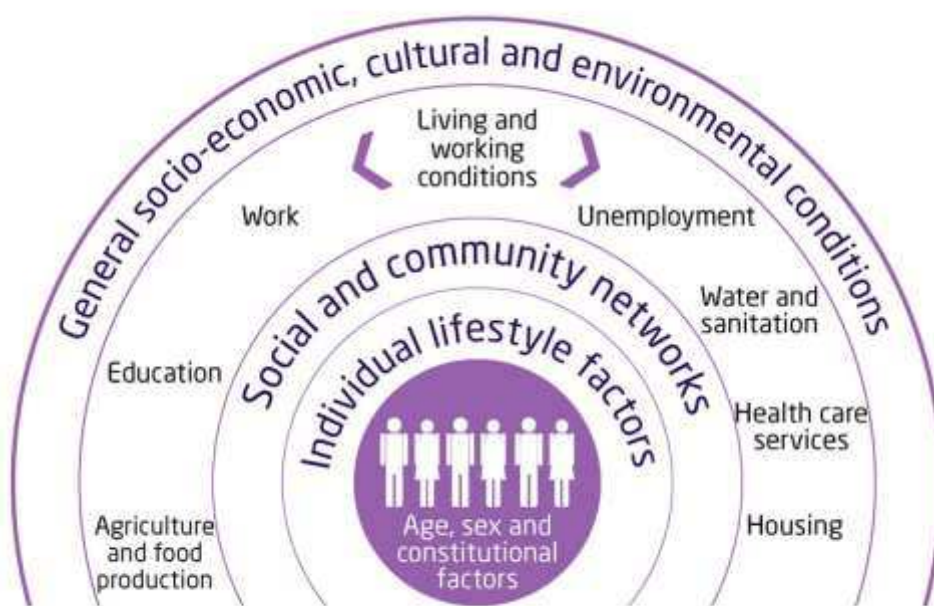 General socio-economic, cultural and environmental conditions
Living and
working
conditions
Work
Unemployment
Social and community networks
Water and
sanitation
Individual lifestyle factors
Education
Health care
services
Age, sex and
constitutional
factors
Agriculture
and food
production
Housing